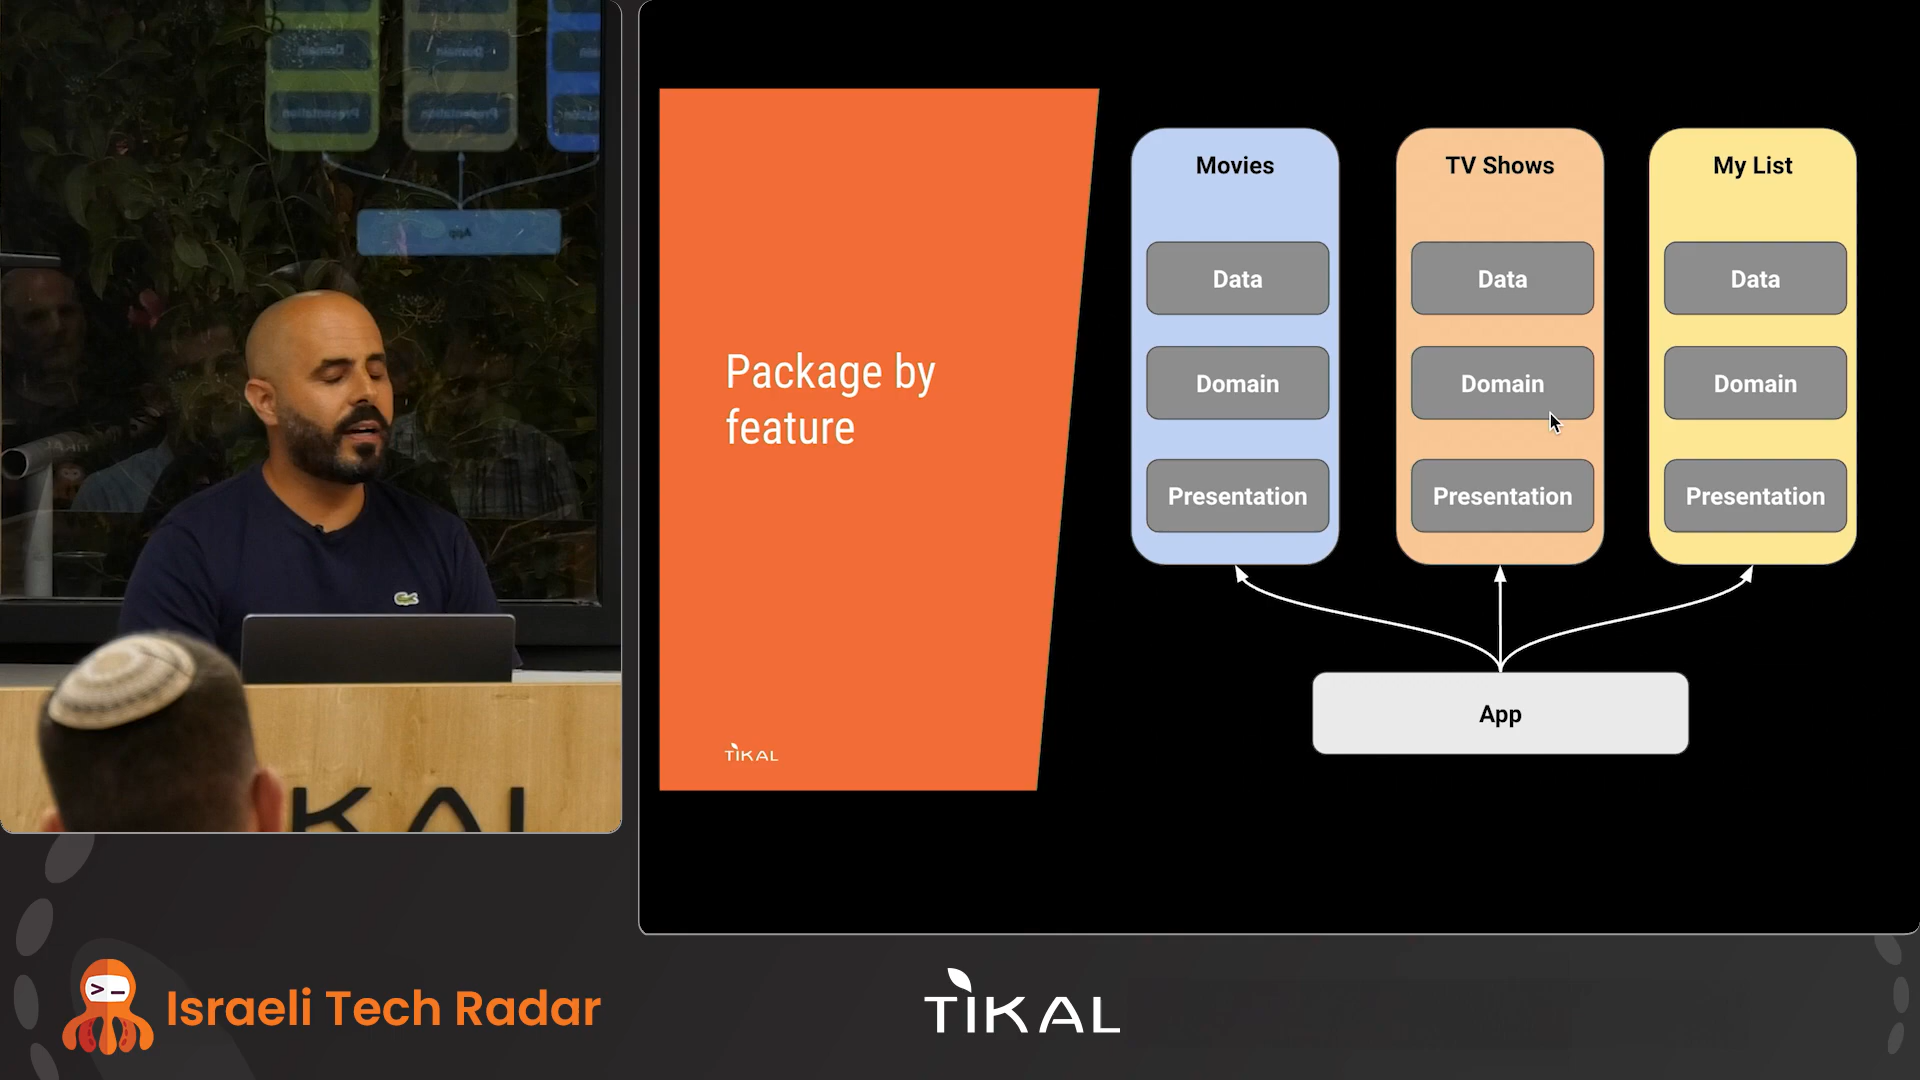 Package by
feature
TIKAL
Movies
Data
Domain
Presentation
TV Shows
Data
Domain
Presentation
My List
Data
Domain
Presentation
App
KAL
>_
Israeli Tech Radar
TIKAL